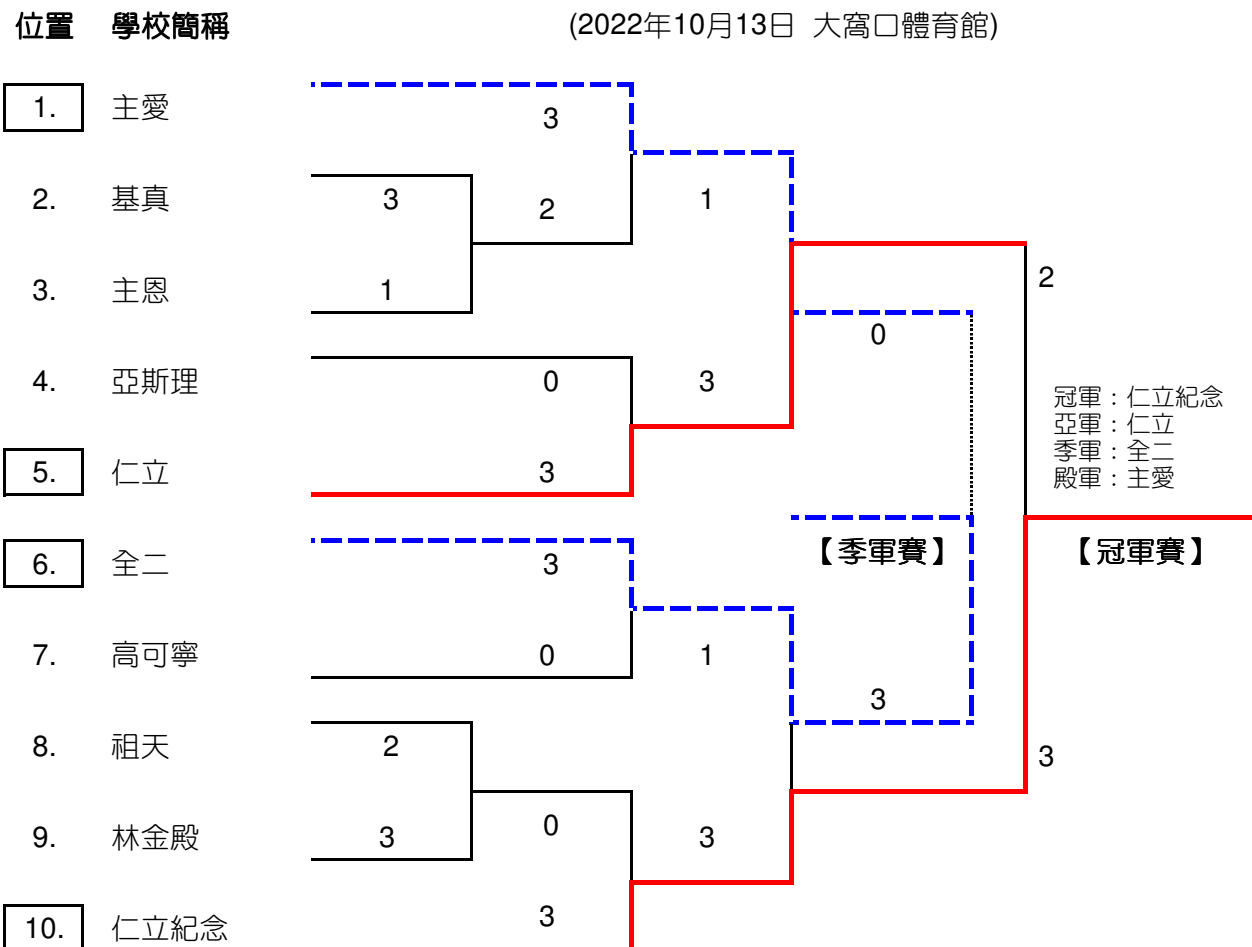 位置 學校簡稱 (2022年10月13日 大窩口體育館)
1. 主愛
3
2. 基真 3 2 1
2
3. 主恩 1
0
4. 亞斯理 0 3
冠軍：仁立紀念
亞軍：仁立
季軍：全二
殿軍：主愛
5. 仁立 3
【季軍賽】 【冠軍賽】
6. 全二 3
7. 高可寧 0 1
3
8. 祖天 2
3
9. 林金殿 3 0 3
10. 仁立紀念 3